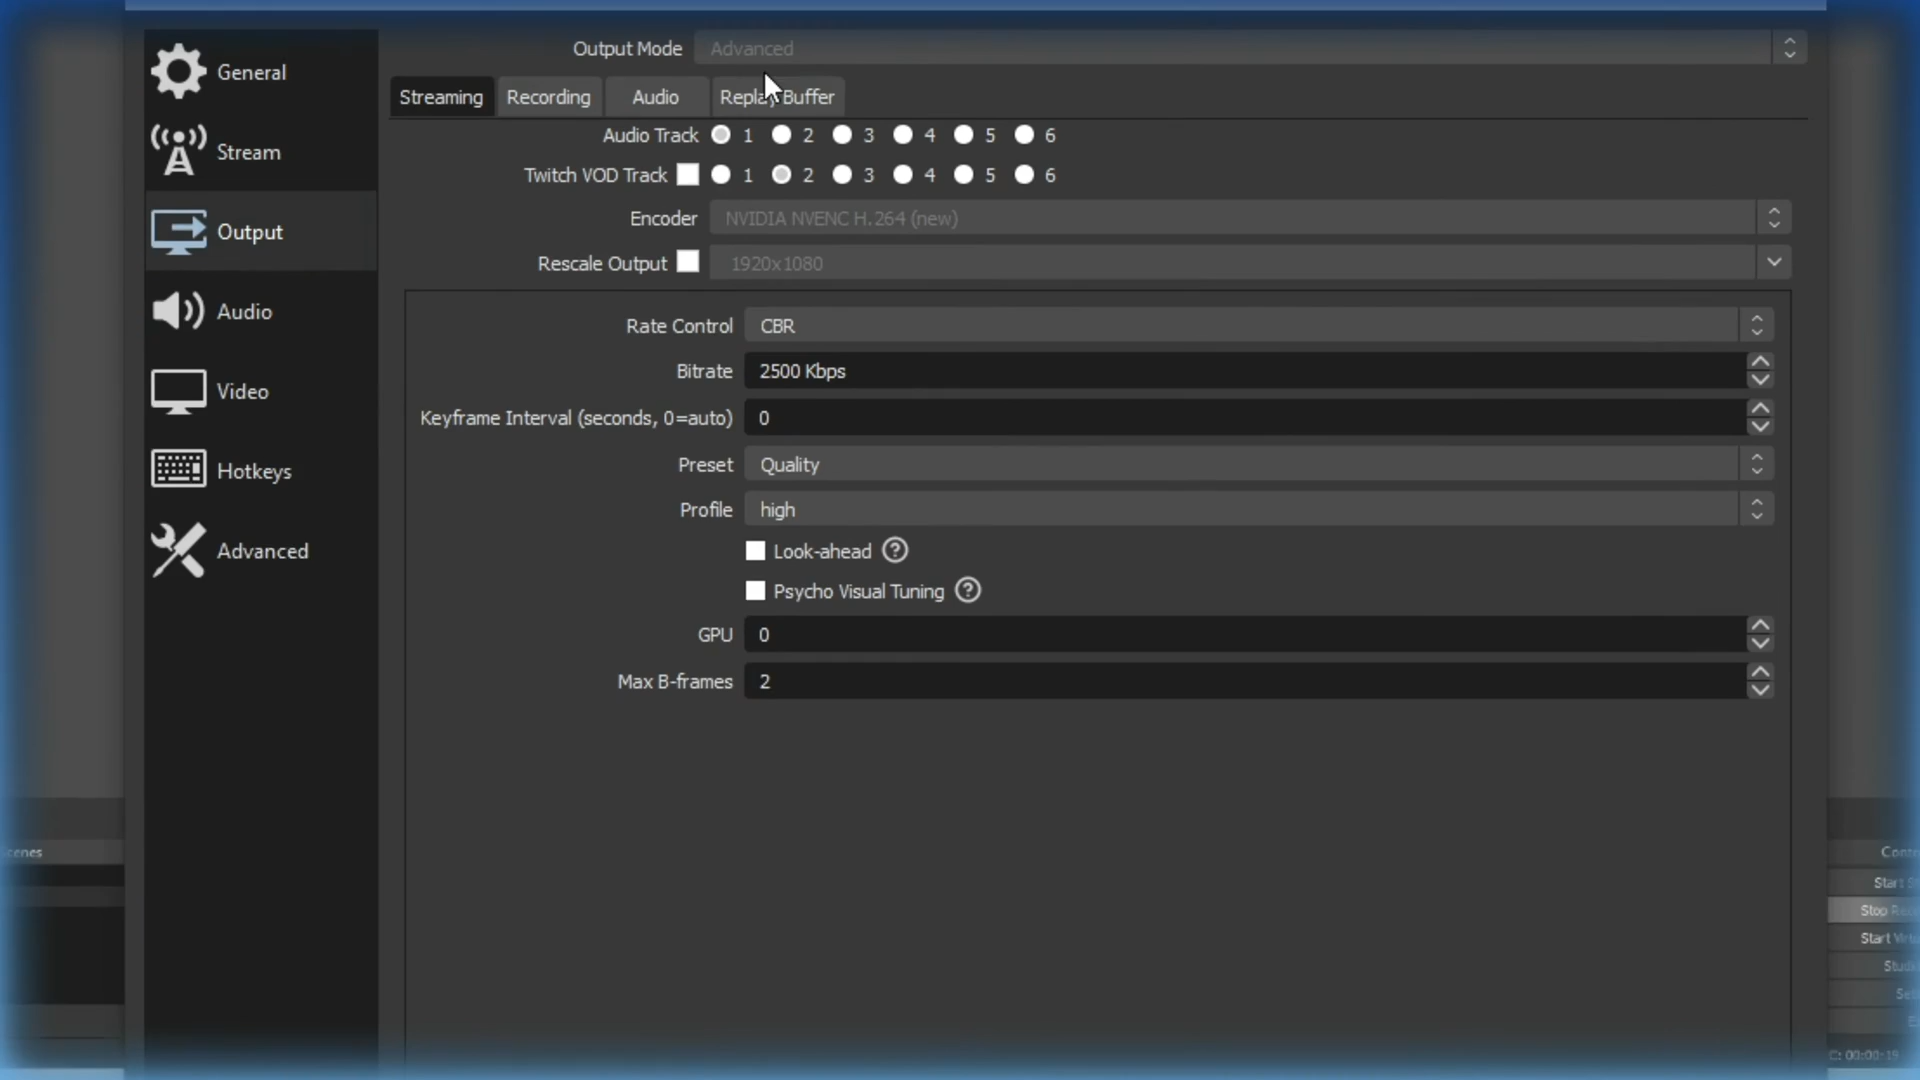 Output Mode Advanced
General
Streaming Recording Audio Replay Buffer
Audio Track 1 2 3 4 5 6
Stream
Twitch VOD Track 1 2 3 4 5 6
Output
Encoder NVIDIA NVENC H.264 (new)
Rescale Output 1920x1080
Audio
Rate Control CBR
Bitrate 2500 Kbps
Video
Keyframe Interval (seconds, 0=auto) 0
Preset Quality
Hotkeys
Profile high
Look-ahead ?
Advanced
Psycho Visual Tuning ?
GPU 0
Max B-frames 2
Start
Stop
Start